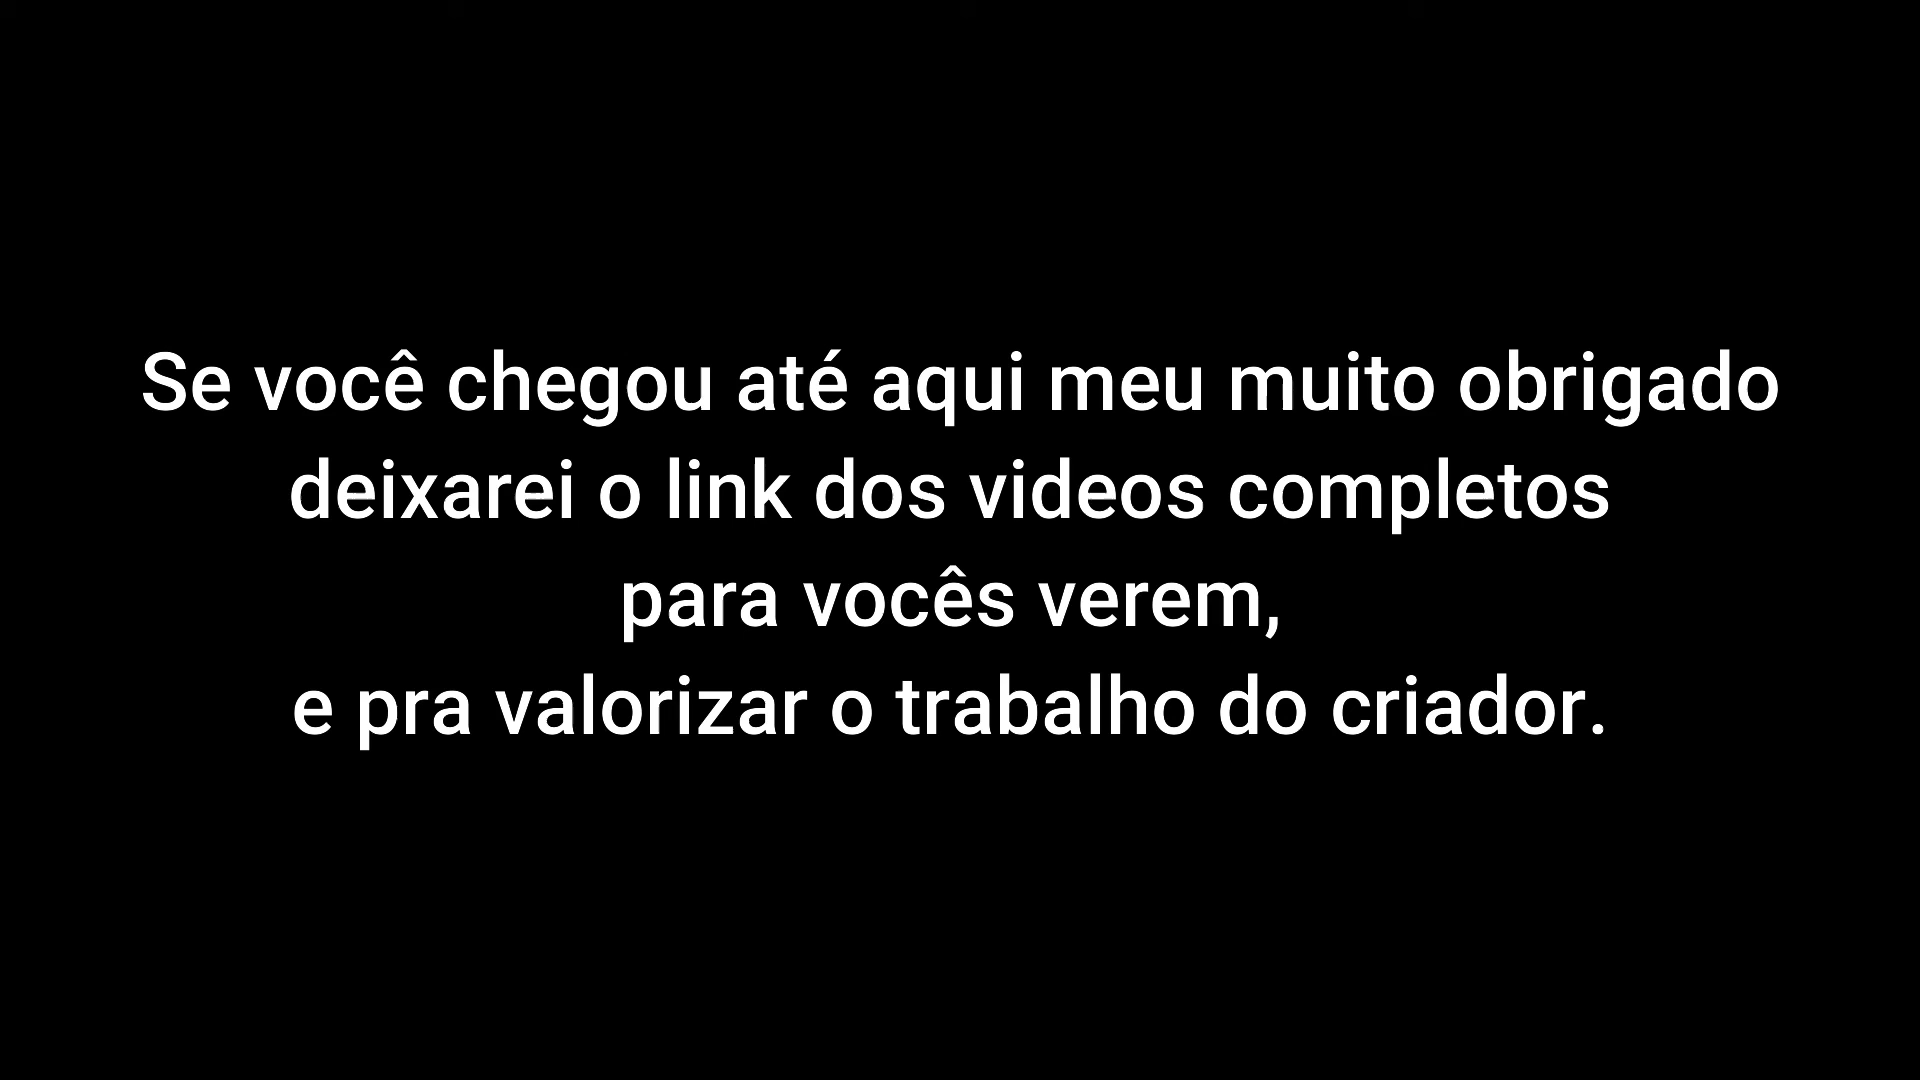 Se você chegou até aqui meu muito obrigado
deixarei o link dos videos completos
para vocês verem,
e pra valorizar o trabalho do criador.